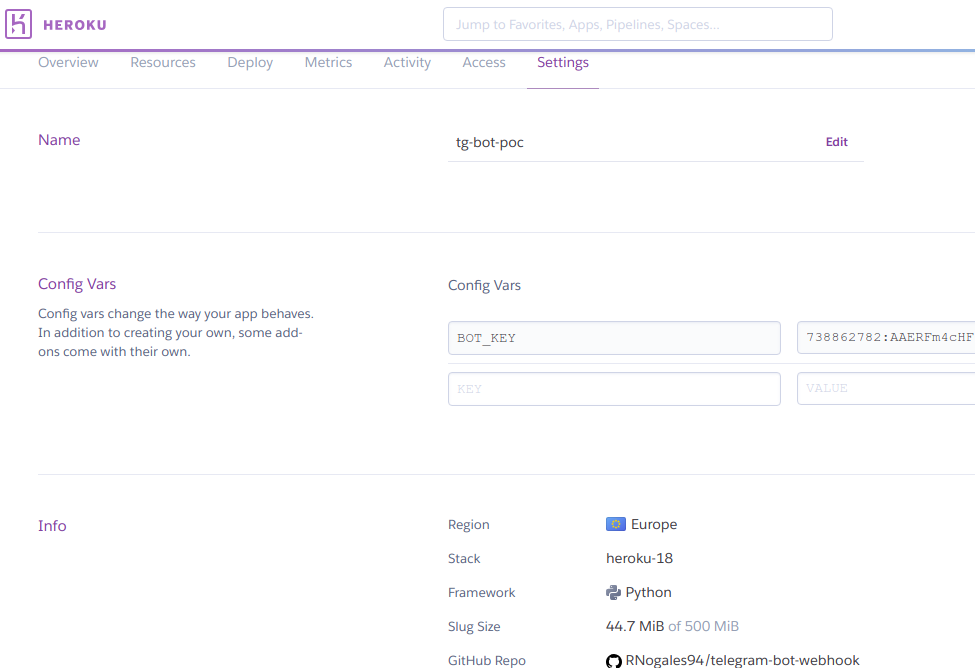 HEROKU
Jump to Favorites, Apps, Pipelines, Spaces...
Overview Resources Deploy Metrics Activity Access Settings
Name tg-bot-poc Edit
Config Vars Config Vars
Config vars change the way your app behaves.
In addition to creating your own, some add-
ons come with their own.
BOT_KEY 738862782:AAERFm4cHF
KEY VALUE
Info
Region Europe
Stack heroku-18
Framework Python
Slug Size 44.7 MiB of 500 MiB
GitHub Repo RNogales94/telegram-bot-webhook